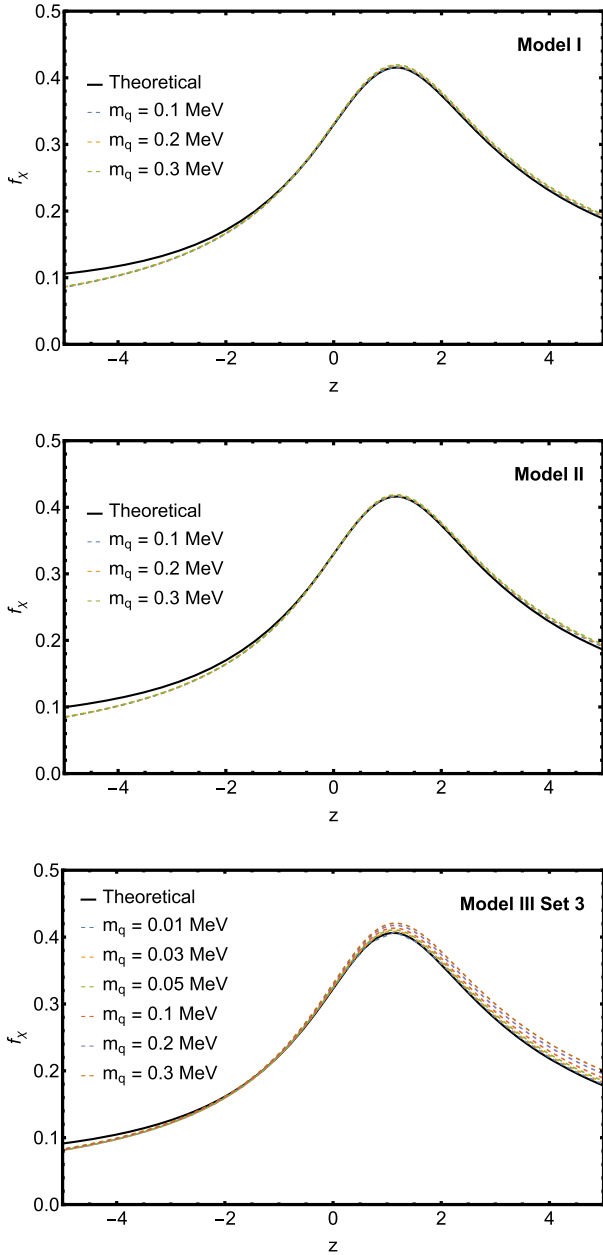 0.5
Model I
0.4
Theoretical
m_q = 0.1 MeV
0.3
m_q = 0.2 MeV
m_q = 0.3 MeV
f_χ
0.2
0.1
0.0
−4 −2 0 2 4
z
0.5
Model II
0.4
Theoretical
m_q = 0.1 MeV
0.3
m_q = 0.2 MeV
m_q = 0.3 MeV
f_χ
0.2
0.1
0.0
−4 −2 0 2 4
z
0.5
Theoretical
Model III Set 3
m_q = 0.01 MeV
0.4
m_q = 0.03 MeV
m_q = 0.05 MeV
0.3
m_q = 0.1 MeV
m_q = 0.2 MeV
f_χ
m_q = 0.3 MeV
0.2
0.1
0.0
−4 −2 0 2 4
z